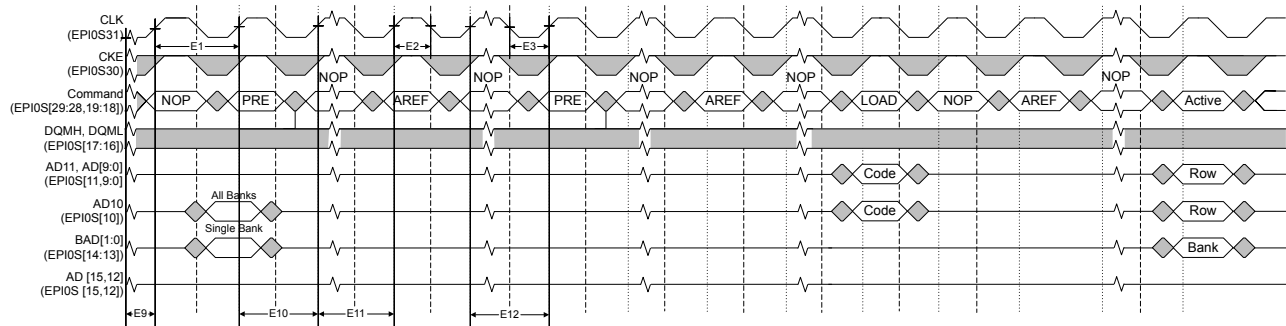 CLK
(EPI0S31)
E1
E2
E3
CKE
(EPI0S30)
NOP
NOP
NOP
NOP
NOP
Command
(EPI0S[29:28,19:18])
NOP
PRE
AREF
PRE
AREF
LOAD
NOP
AREF
Active
DQMH, DQML
(EPI0S[17:16])
AD11, AD[9:0]
(EPI0S[11,9:0])
Code
Row
All Banks
AD10
(EPI0S[10])
Code
Row
Single Bank
BAD[1:0]
(EPI0S[14:13])
Bank
AD [15,12]
(EPI0S [15,12])
E9
E10
E11
E12